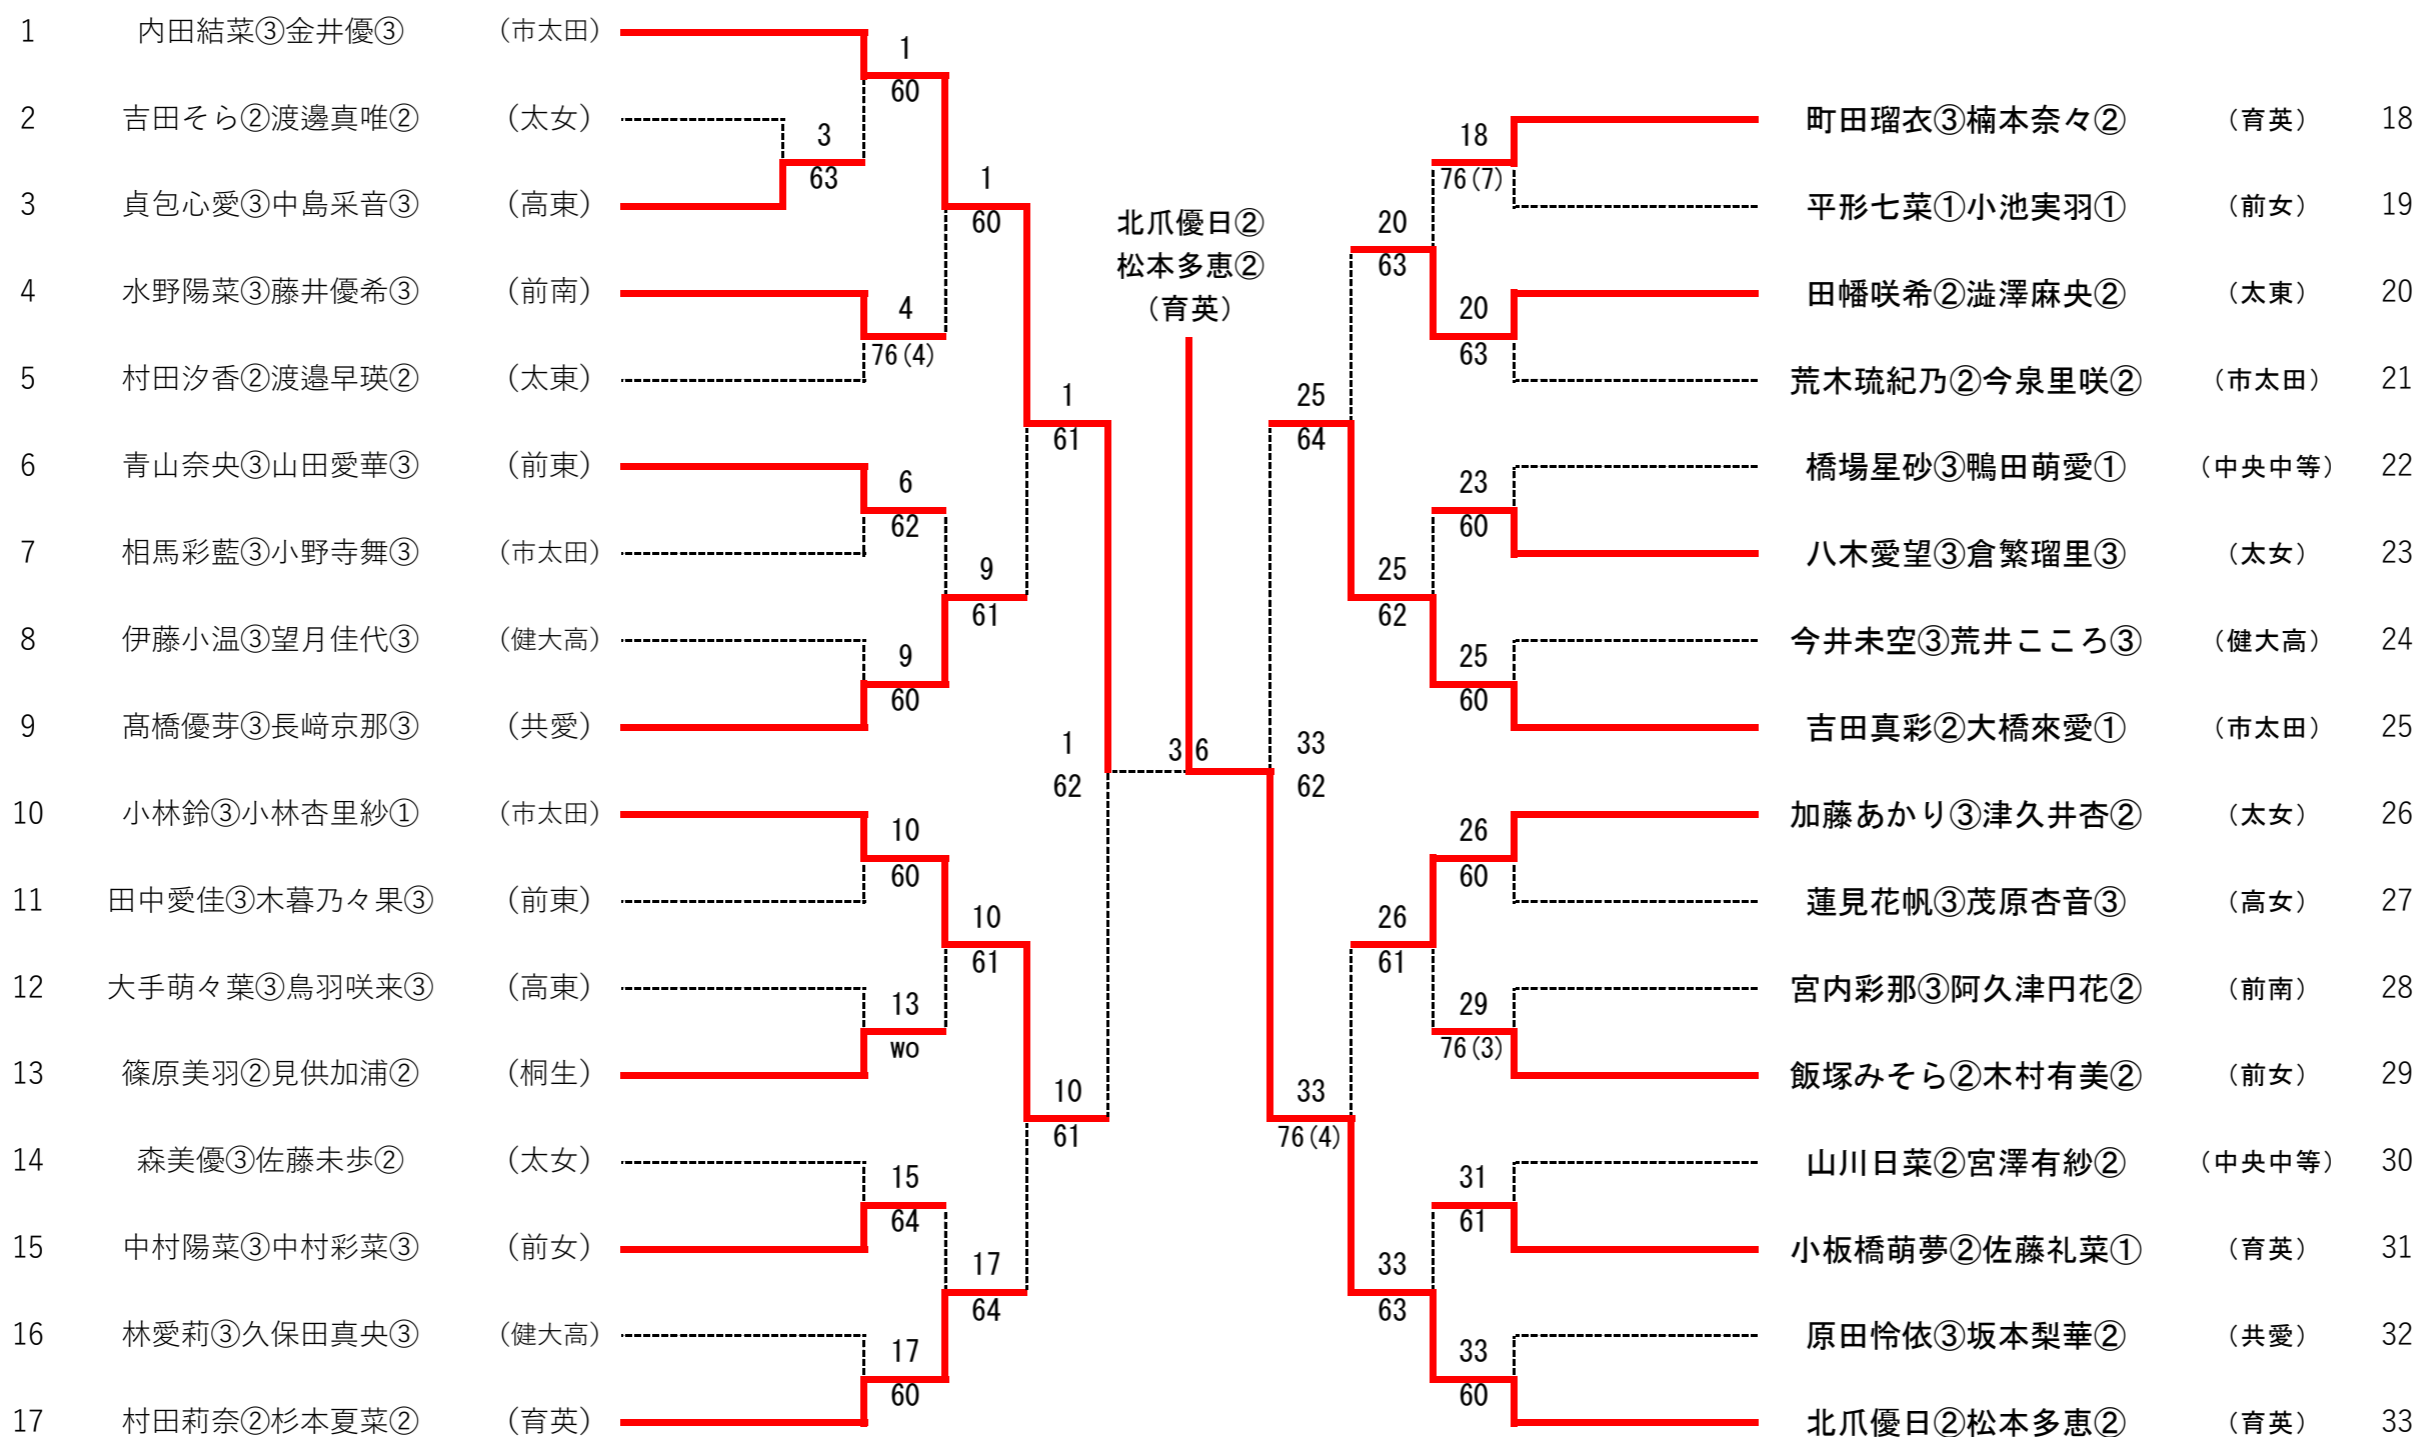 1 内田結菜③金井優③ (市太田)
2 吉田そら②渡邉真唯② (太女)
3 貞包心愛③中島采音③ (高東)
4 水野陽菜③藤井優希③ (前南)
5 村田汐香②渡邉早瑛② (太東)
6 青山奈央③山田愛華③ (前東)
7 相馬彩藍③小野寺舞③ (市太田)
8 伊藤小温③望月佳代③ (健大高)
9 髙橋優芽③長﨑京那③ (共愛)
10 小林鈴③小林杏里紗① (市太田)
11 田中愛佳③木暮乃々果③ (前東)
12 大手萌々葉③鳥羽咲来③ (高東)
13 篠原美羽②見供加浦② (桐生)
14 森美優③佐藤未歩② (太女)
15 中村陽菜③中村彩菜③ (前女)
16 林愛莉③久保田真央③ (健大高)
17 村田莉奈②杉本夏菜② (育英)
3
63
1
60
4
76(4)
6
62
9
60
10
60
13
wo
15
64
17
60
1
60
9
61
10
61
17
64
1
61
10
61
1
62
北爪優日②
松本多恵②
(育英)
3 6
33
62
25
64
33
76(4)
20
63
25
62
26
61
33
63
18
76(7)
20
63
23
60
25
60
26
60
29
76(3)
31
61
33
60
町田瑠衣③楠本奈々② (育英) 18
平形七菜①小池実羽① (前女) 19
田幡咲希②澁澤麻央② (太東) 20
荒木琉紀乃②今泉里咲② (市太田) 21
橋場星砂③鴨田萌愛① (中央中等) 22
八木愛望③倉繁瑠里③ (太女) 23
今井未空③荒井こころ③ (健大高) 24
吉田真彩②大橋來愛① (市太田) 25
加藤あかり③津久井杏② (太女) 26
蓮見花帆③茂原杏音③ (高女) 27
宮内彩那③阿久津円花② (前南) 28
飯塚みそら②木村有美② (前女) 29
山川日菜②宮澤有紗② (中央中等) 30
小板橋萌夢②佐藤礼菜① (育英) 31
原田怜依③坂本梨華② (共愛) 32
北爪優日②松本多恵② (育英) 33